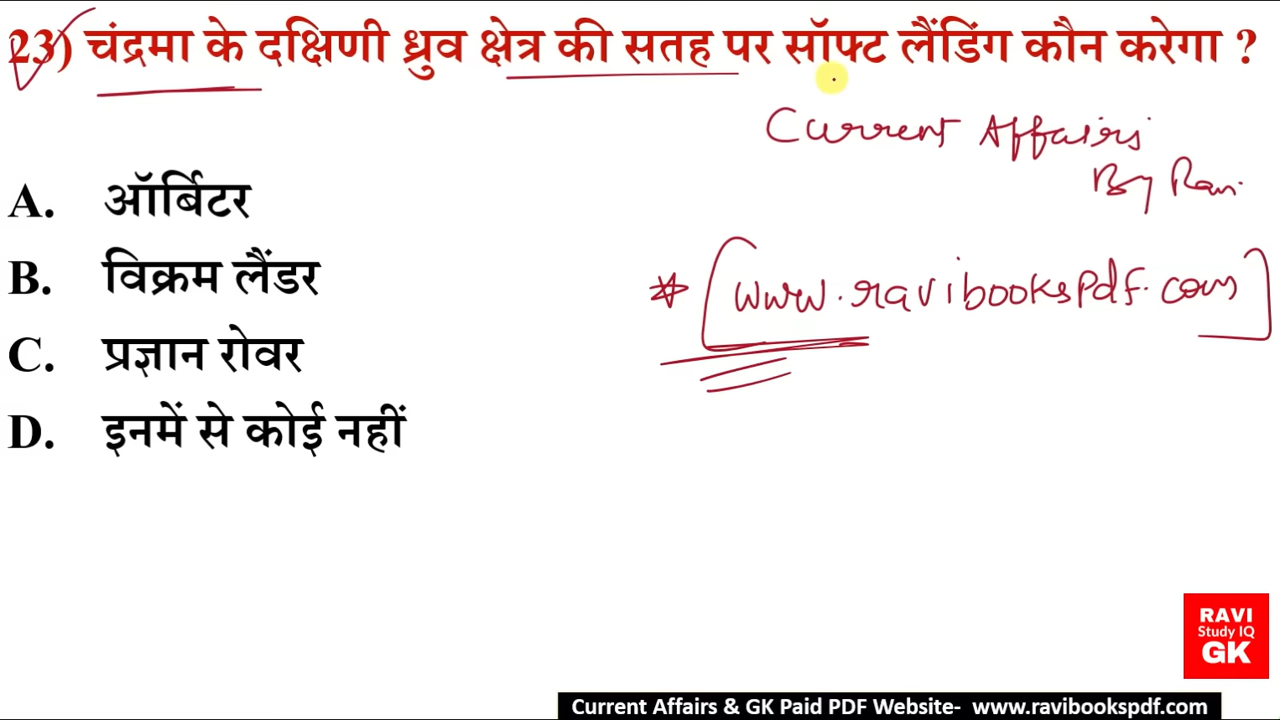 23) चंद्रमा के दक्षिणी ध्रुव क्षेत्र की सतह पर सॉफ्ट लैंडिंग कौन करेगा ?
Current Affairs
By Ravi
A. ऑर्बिटर
B. विक्रम लैंडर
www.ravibookspdf.com
C. प्रज्ञान रोवर
D. इनमें से कोई नहीं
RAVI
Study IQ
GK
Current Affairs & GK Paid PDF Website- www.ravibookspdf.com